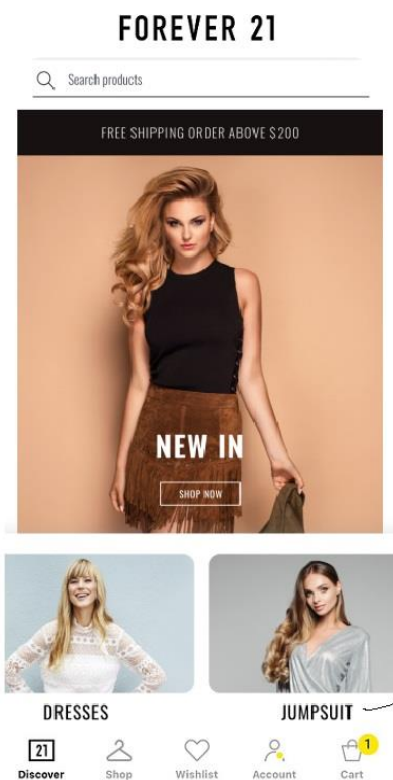 FOREVER 21
Search products
FREE SHIPPING ORDER ABOVE $200
NEW IN
SHOP NOW
DRESSES
JUMPSUIT
21
1
Discover
Shop
Wishlist
Account
Cart